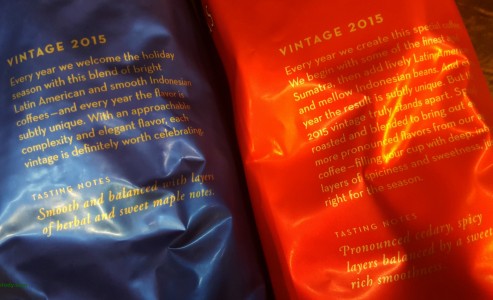 VINTAGE 2015
Every year we welcome the holiday
season with this blend of bright
Latin American and smooth Indonesian
coffees—and every year the flavor is
subtly unique. With an approachable
complexity and elegant flavor, each
vintage is definitely worth celebrating.
TASTING NOTES
Smooth and balanced with layers
of herbal and sweet maple notes.
VINTAGE 2015
Every year we create this special
We begin with some of the finest
Sumatra, then add lively Latin
and mellow Indonesian beans.
year the result is subtly unique. But
2015 vintage truly stands apart.
roasted and blended to bring out
more pronounced flavors from our
coffee—filling your cup with deep
layers of spiciness and sweetness,
right for the season.
TASTING NOTES
Pronounced cedary, spicy
layers balanced by a sweet
rich smoothness.